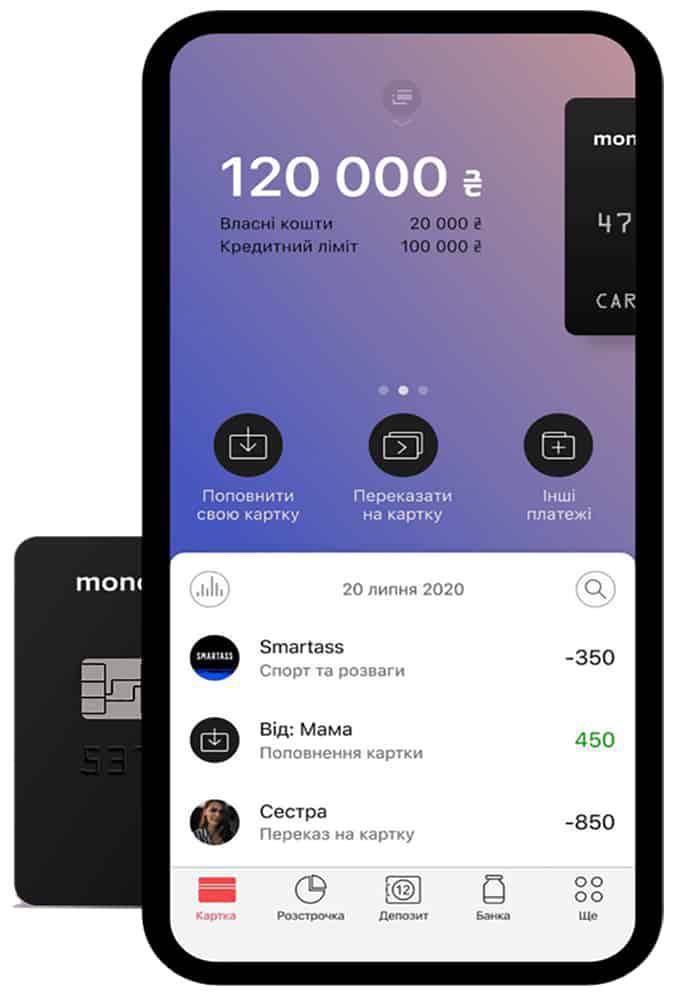 120 000 ₴
Власні кошти 20 000 ₴
Кредитний ліміт 100 000 ₴
mon
47
CAR
Поповнити
свою картку
Переказати
на картку
Інші
платежі
20 липня 2020
SMARTASS
Smartass
Спорт та розваги
-350
Від: Мама
Поповнення картки
450
Сестра
Переказ на картку
-850
12
Картка
Розстрочка
Депозит
Банка
Ще
mono
537